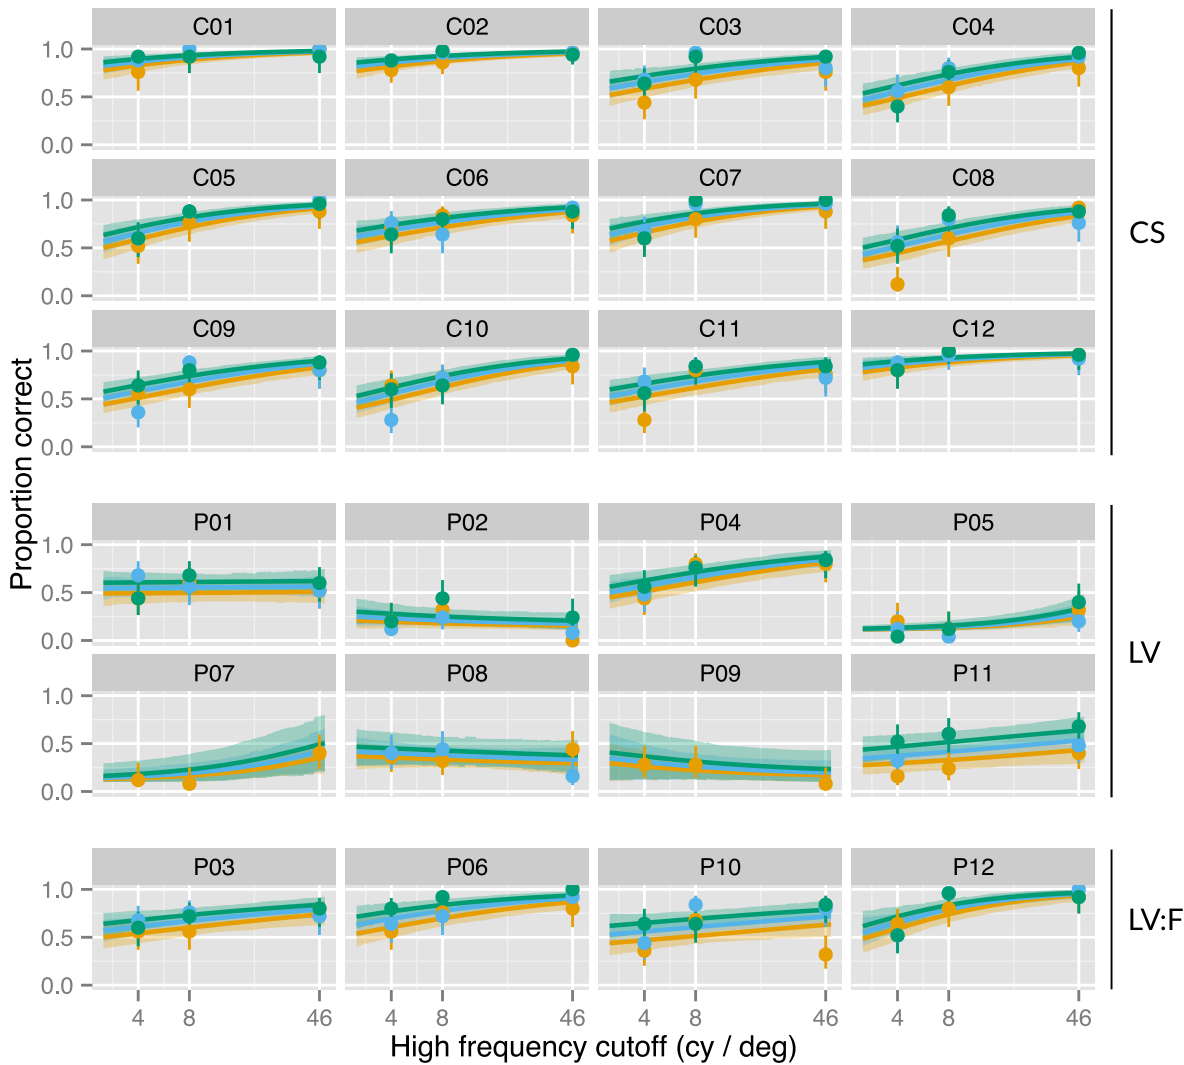 C01 C02 C03 C04
1.0
0.5
0.0
C05 C06 C07 C08
1.0
0.5
0.0
CS
C09 C10 C11 C12
1.0
0.5
0.0
Proportion correct
P01 P02 P04 P05
1.0
0.5
0.0
LV
P07 P08 P09 P11
1.0
0.5
0.0
P03 P06 P10 P12
1.0
0.5
0.0
LV:F
4 8 46 4 8 46 4 8 46 4 8 46
High frequency cutoff (cy / deg)